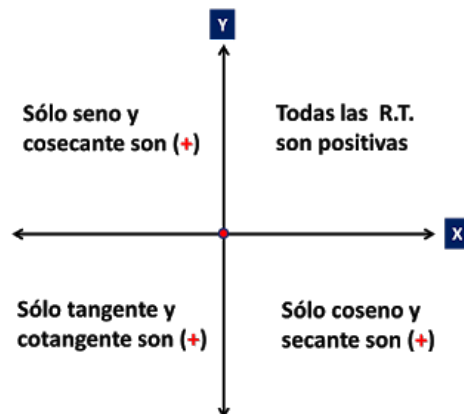 Y
Sólo seno y
cosecante son (+)
Todas las R.T.
son positivas
X
Sólo tangente y
cotangente son (+)
Sólo coseno y
secante son (+)